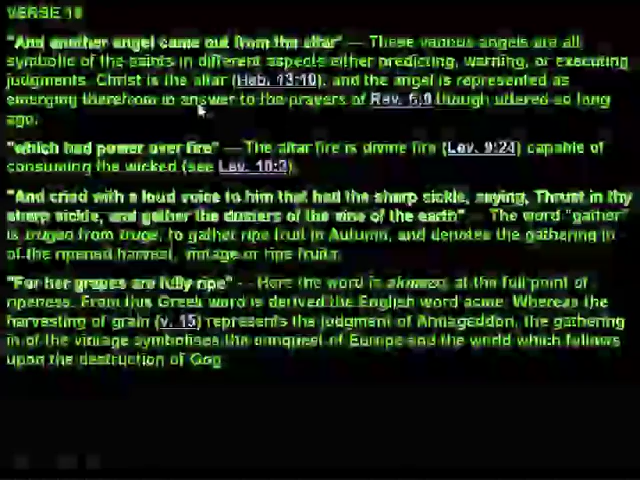 VERSE 18
"And another angel came out from the altar" — These various angels are all
symbolic of the saints in different aspects either predicting, warning, or executing
judgments. Christ is the altar (Heb. 13:10), and the angel is represented as
emerging therefrom in answer to the prayers of Rev. 6:9 though uttered so long
ago.
"which had power over fire" — The altar fire is divine fire (Lev. 9:24) capable of
consuming the wicked (see Lev. 10:2).
"And cried with a loud voice to him that had the sharp sickle, saying, Thrust in thy
sharp sickle, and gather the clusters of the vine of the earth" — The word "gather"
is from to gather ripe fruit in Autumn, and denotes the gathering in
of the ripened harvest, vintage or ripe fruits.
"For her grapes are fully ripe" — Here the word is at the full point of
ripeness. From this Greek word is derived the English word acme. Whereas the
harvesting of grain (v. 15) represents the judgment of Armageddon, the gathering
in of the vintage symbolises the conquest of Europe and the world which follows
upon the destruction of Gog.